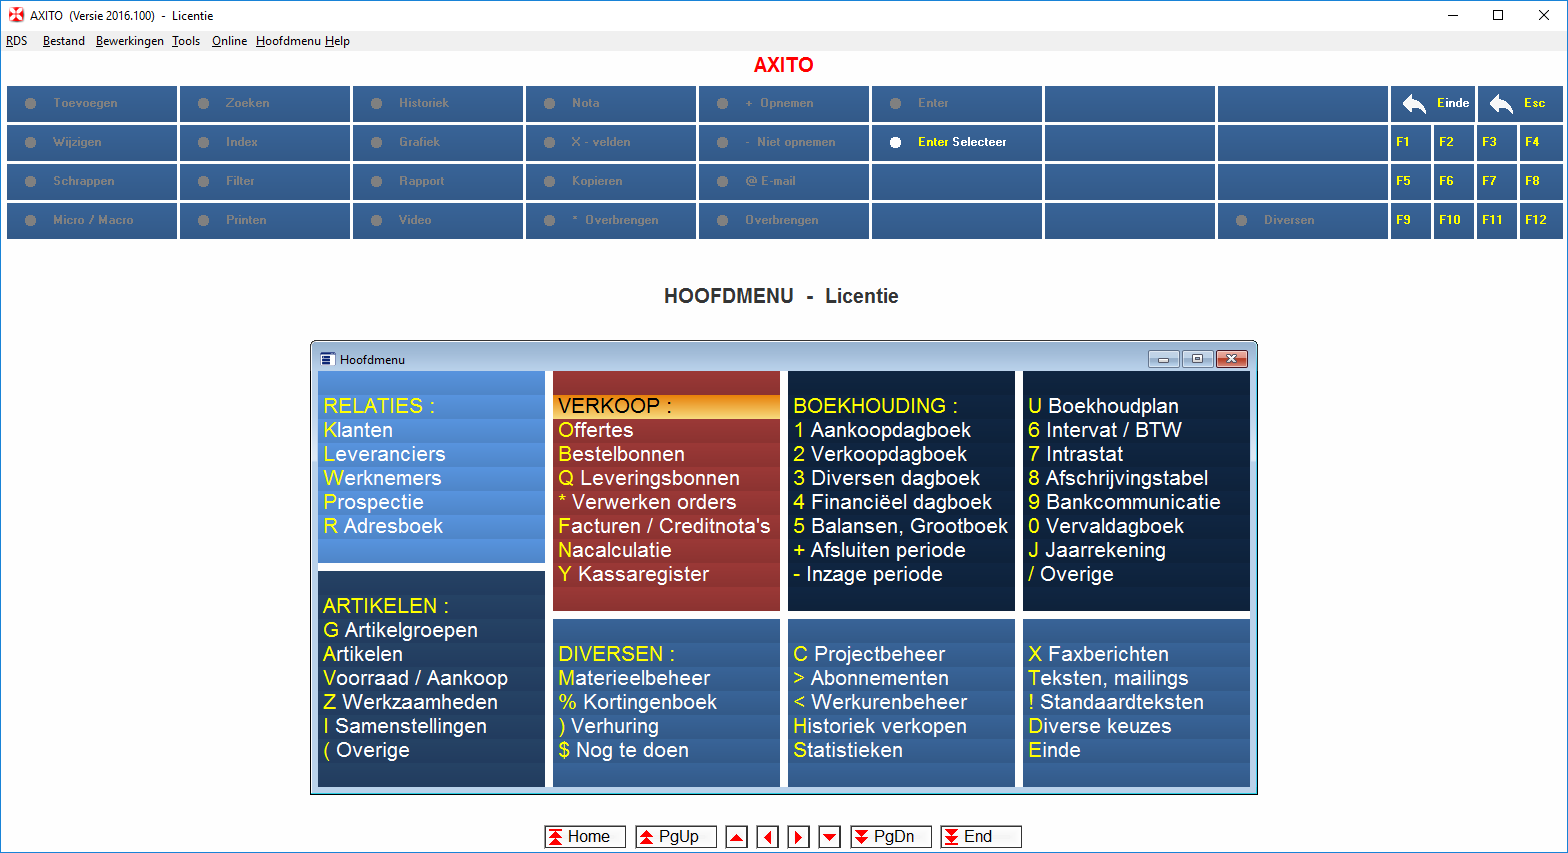 AXITO (Versie 2016.100) - Licentie
RDS Bestand Bewerkingen Tools Online Hoofdmenu Help
AXITO
Toevoegen Zoeken Historiek Nota + Opnemen Enter Einde Esc
Wijzigen Index Grafiek X - velden - Niet opnemen Enter Selecteer F1 F2 F3 F4
Schrappen Filter Rapport Kopieren @ E-mail F5 F6 F7 F8
Micro / Macro Printen Video * Overbrengen Overbrengen Diversen F9 F10 F11 F12
HOOFDMENU - Licentie
Hoofdmenu
RELATIES :
Klanten
Leveranciers
Werknemers
Prospectie
R Adresboek
ARTIKELEN :
G Artikelgroepen
Artikelen
Voorraad / Aankoop
Z Werkzaamheden
I Samenstellingen
( Overige
VERKOOP :
Offertes
Bestelbonnen
Q Leveringsbonnen
* Verwerken orders
Facturen / Creditnota's
Nacalculatie
Y Kassaregister
DIVERSEN :
Materieelbeheer
% Kortingenboek
) Verhuring
$ Nog te doen
BOEKHOUDING :
1 Aankoopdagboek
2 Verkoopdagboek
3 Diversen dagboek
4 Financiëel dagboek
5 Balansen, Grootboek
+ Afsluiten periode
- Inzage periode
C Projectbeheer
> Abonnementen
< Werkurenbeheer
Historiek verkopen
Statistieken
U Boekhoudplan
6 Intervat / BTW
7 Intrastat
8 Afschrijvingstabel
9 Bankcommunicatie
0 Vervaldagboek
J Jaarrekening
/ Overige
X Faxberichten
Teksten, mailings
! Standaardteksten
Diverse keuzes
Einde
Home PgUp PgDn End